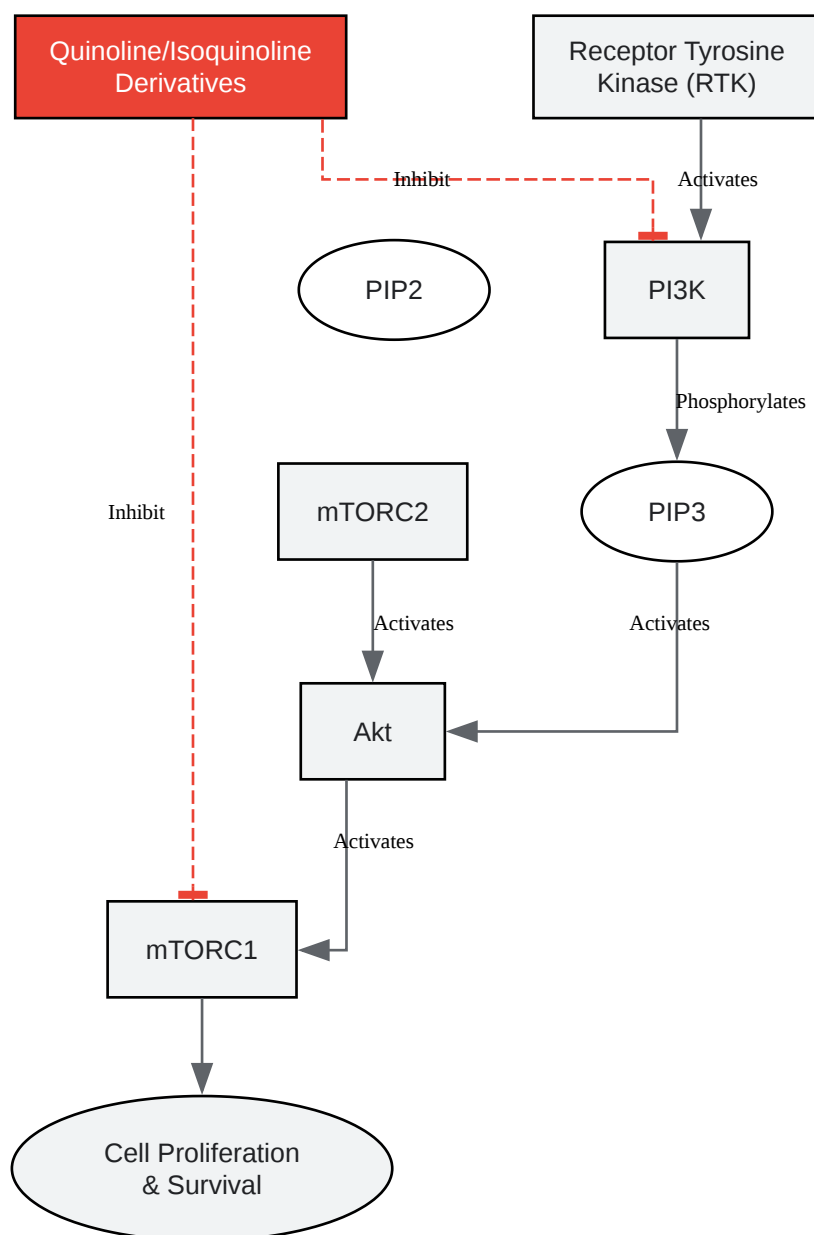 Quinoline/Isoquinoline
Derivatives
Receptor Tyrosine
Kinase (RTK)
Inhibit
Activates
PIP2
PI3K
Phosphorylates
Inhibit
mTORC2
PIP3
Activates
Activates
Akt
Activates
mTORC1
Cell Proliferation
& Survival